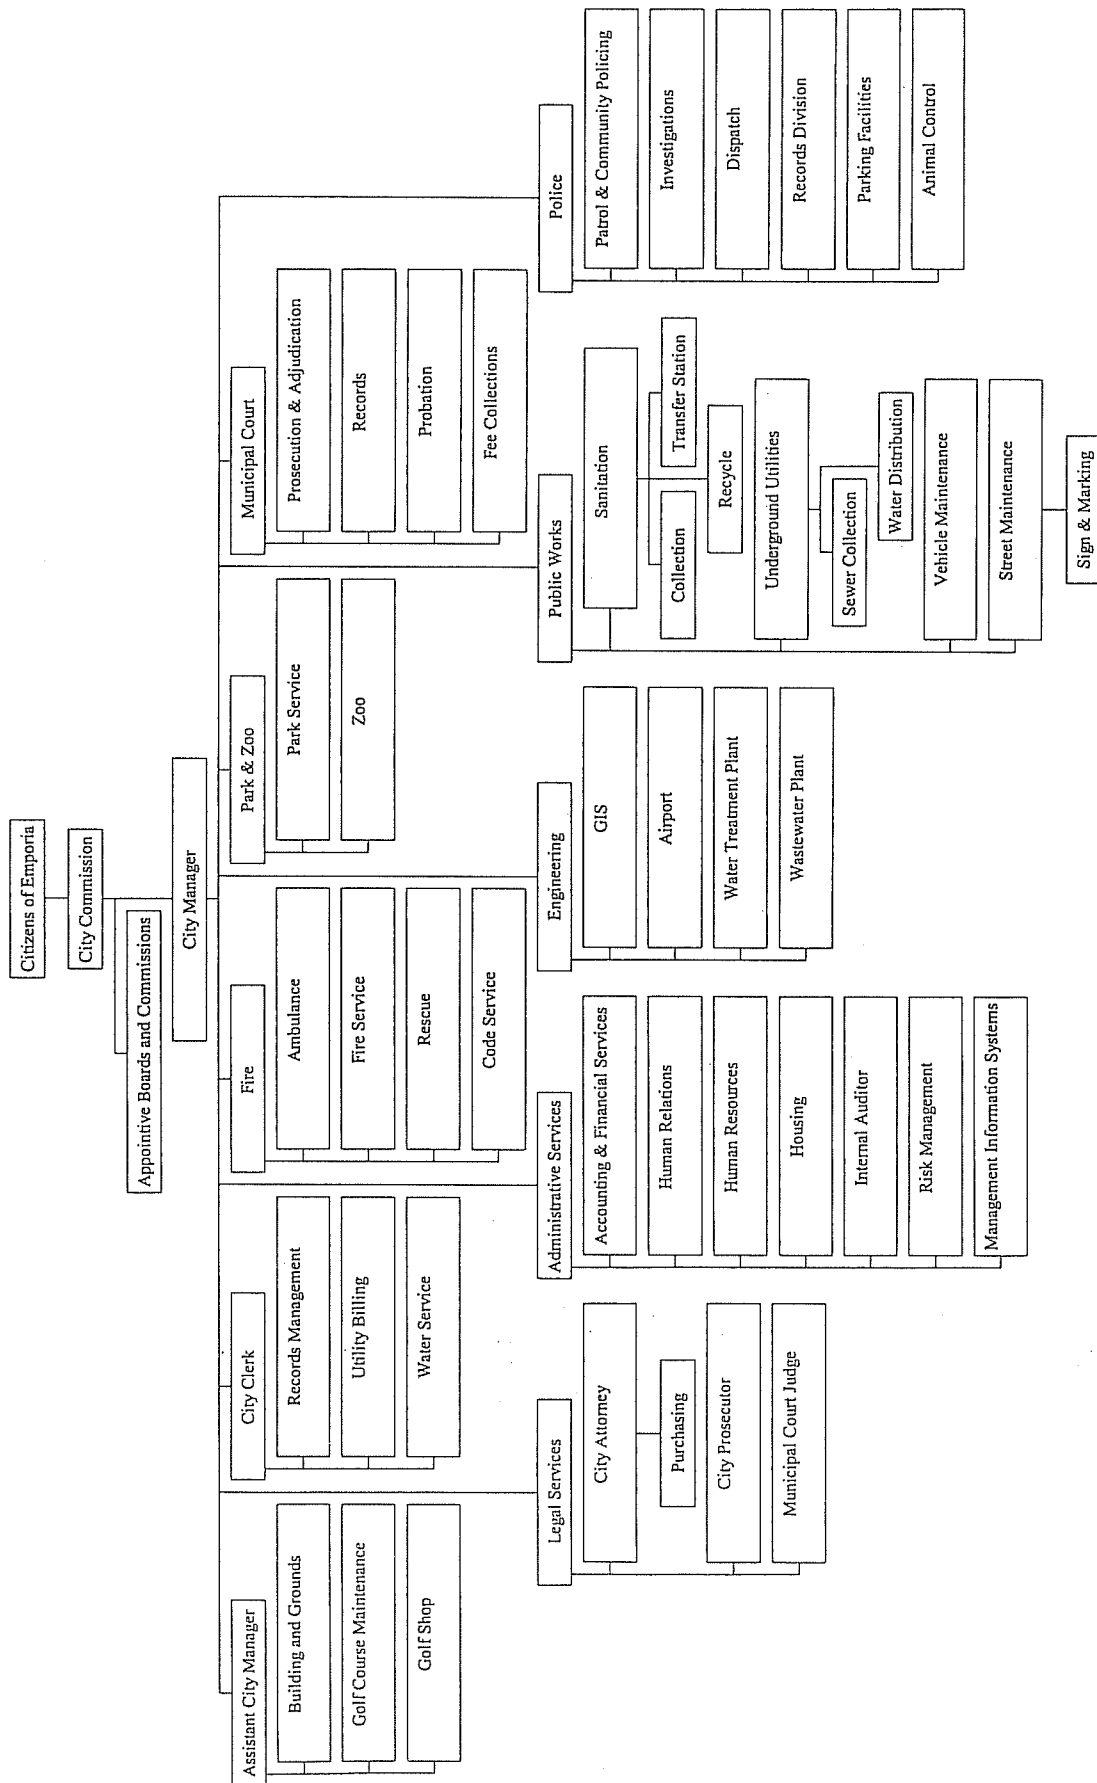 Citizens of Emporia
City Commission
Appointive Boards and Commissions
City Manager
Assistant City Manager
Building and Grounds
Golf Course Maintenance
Golf Shop
City Clerk
Records Management
Utility Billing
Water Service
Fire
Ambulance
Fire Service
Rescue
Code Service
Park & Zoo
Park Service
Zoo
Municipal Court
Prosecution & Adjudication
Records
Probation
Fee Collections
Legal Services
City Attorney
Purchasing
City Prosecutor
Municipal Court Judge
Administrative Services
Accounting & Financial Services
Human Relations
Human Resources
Housing
Internal Auditor
Risk Management
Management Information Systems
Engineering
GIS
Airport
Water Treatment Plant
Wastewater Plant
Public Works
Sanitation
Collection
Transfer Station
Recycle
Underground Utilities
Sewer Collection
Water Distribution
Vehicle Maintenance
Street Maintenance
Sign & Marking
Police
Patrol & Community Policing
Investigations
Dispatch
Records Division
Parking Facilities
Animal Control